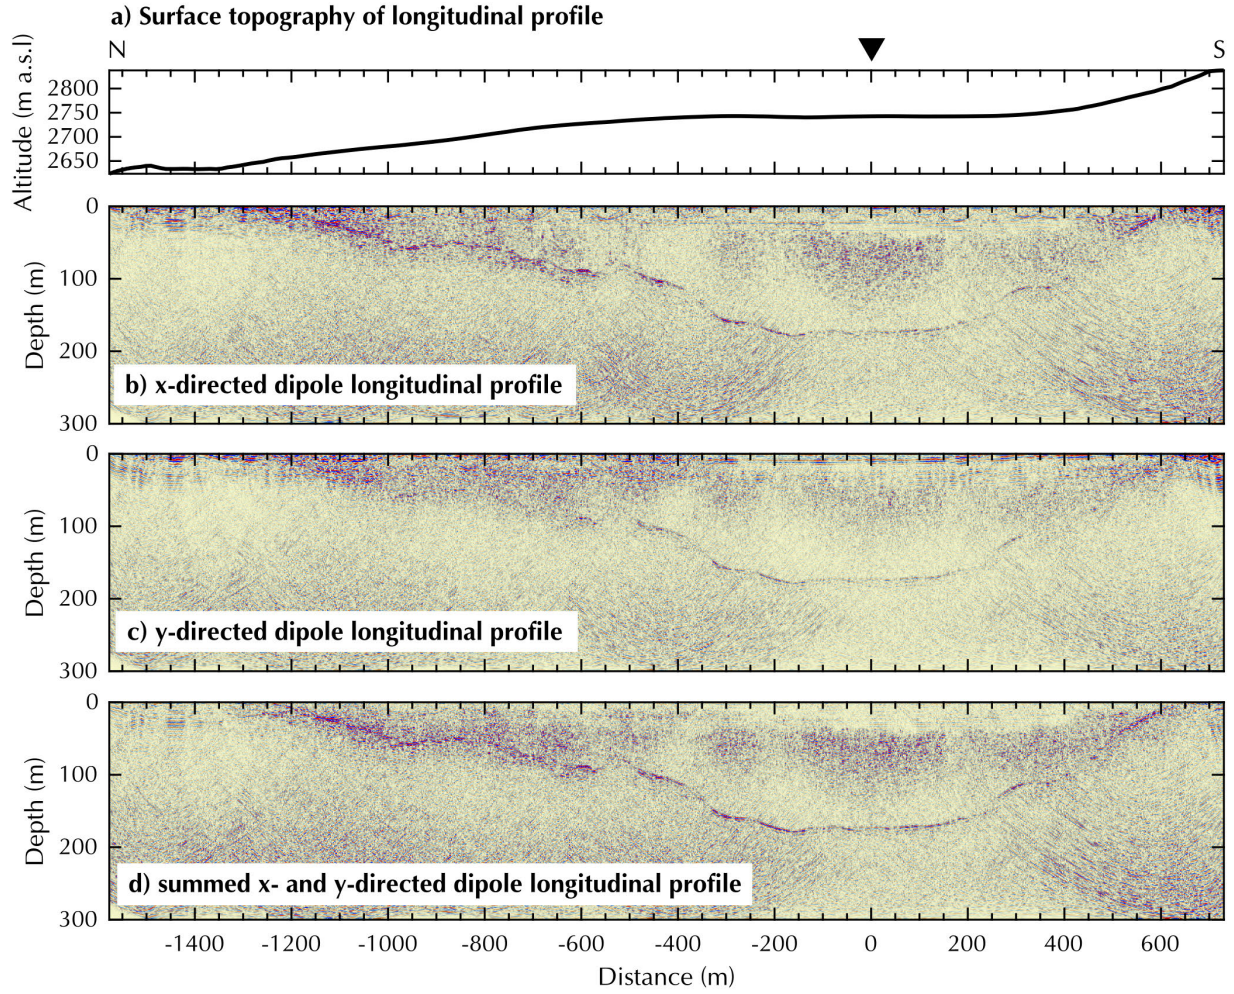 a) Surface topography of longitudinal profile
N
S
Altitude (m a.s.l)
2800
2750
2700
2650
0
100
200
300
Depth (m)
b) x-directed dipole longitudinal profile
0
100
200
300
Depth (m)
c) y-directed dipole longitudinal profile
0
100
200
300
Depth (m)
d) summed x- and y-directed dipole longitudinal profile
-1400 -1200 -1000 -800 -600 -400 -200 0 200 400 600
Distance (m)